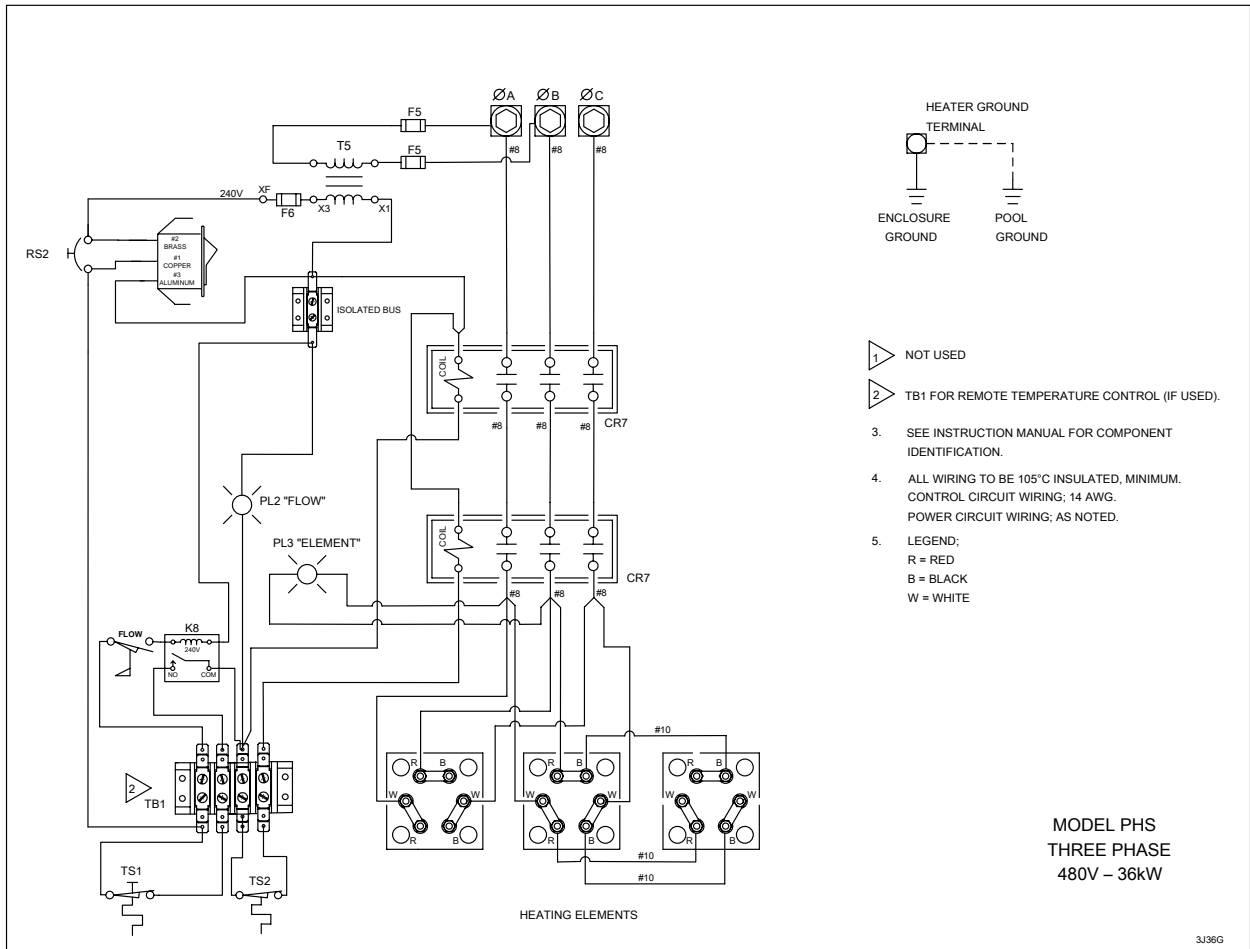 ØA
ØB
ØC
F5
T5
F5
#8
#8
#8
240V
XF
F6
X3
X1
RS2
#2
BRASS
#1
COPPER
#3
ALUMINUM
ISOLATED BUS
COIL
#8
#8
#8
CR7
PL2 "FLOW"
PL3 "ELEMENT"
COIL
CR7
#8
#8
FLOW
K8
240V
NO
COM
2
TB1
TS1
TS2
#10
R
B
W
W
R
B
R
B
W
W
R
B
R
B
W
W
R
B
#10
#10
HEATING ELEMENTS
HEATER GROUND
TERMINAL
ENCLOSURE
GROUND
POOL
GROUND
1 NOT USED
2 TB1 FOR REMOTE TEMPERATURE CONTROL (IF USED).
3. SEE INSTRUCTION MANUAL FOR COMPONENT
IDENTIFICATION.
4. ALL WIRING TO BE 105°C INSULATED, MINIMUM.
CONTROL CIRCUIT WIRING; 14 AWG.
POWER CIRCUIT WIRING; AS NOTED.
5. LEGEND;
R = RED
B = BLACK
W = WHITE
MODEL PHS
THREE PHASE
480V – 36kW
3J36G